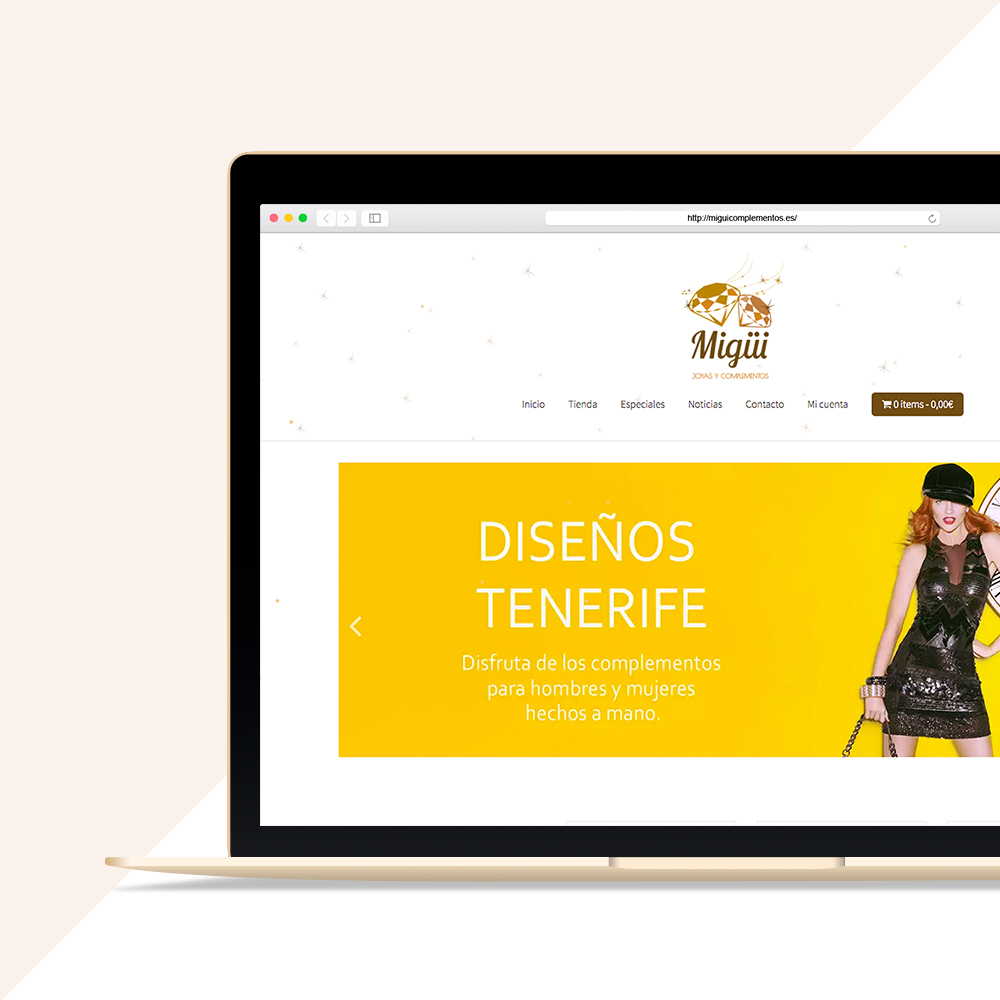 http://miguicomplementos.es/
Migüi
JOYAS Y COMPLEMENTOS
Inicio Tienda Especiales Noticias Contacto Mi cuenta 0 items - 0,00€
DISEÑOS
TENERIFE
Disfruta de los complementos
para hombres y mujeres
hechos a mano.